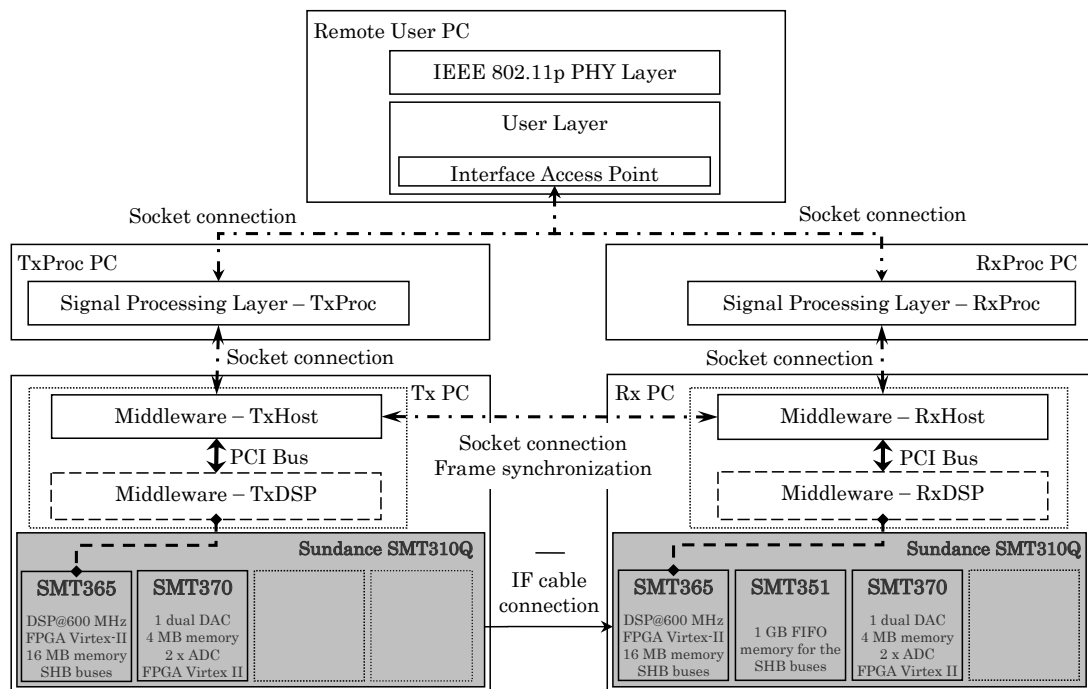 Remote User PC
IEEE 802.11p PHY Layer
User Layer
Interface Access Point
Socket connection
Socket connection
TxProc PC
Signal Processing Layer – TxProc
RxProc PC
Signal Processing Layer – RxProc
Socket connection
Socket connection
Tx PC
Middleware – TxHost
PCI Bus
Middleware – TxDSP
Socket connection
Frame synchronization
Rx PC
Middleware – RxHost
PCI Bus
Middleware – RxDSP
Sundance SMT310Q
SMT365
DSP@600 MHz
FPGA Virtex-II
16 MB memory
SHB buses
SMT370
1 dual DAC
4 MB memory
2 x ADC
FPGA Virtex II
IF cable
connection
Sundance SMT310Q
SMT365
DSP@600 MHz
FPGA Virtex-II
16 MB memory
SHB buses
SMT351
1 GB FIFO
memory for the
SHB buses
SMT370
1 dual DAC
4 MB memory
2 x ADC
FPGA Virtex II